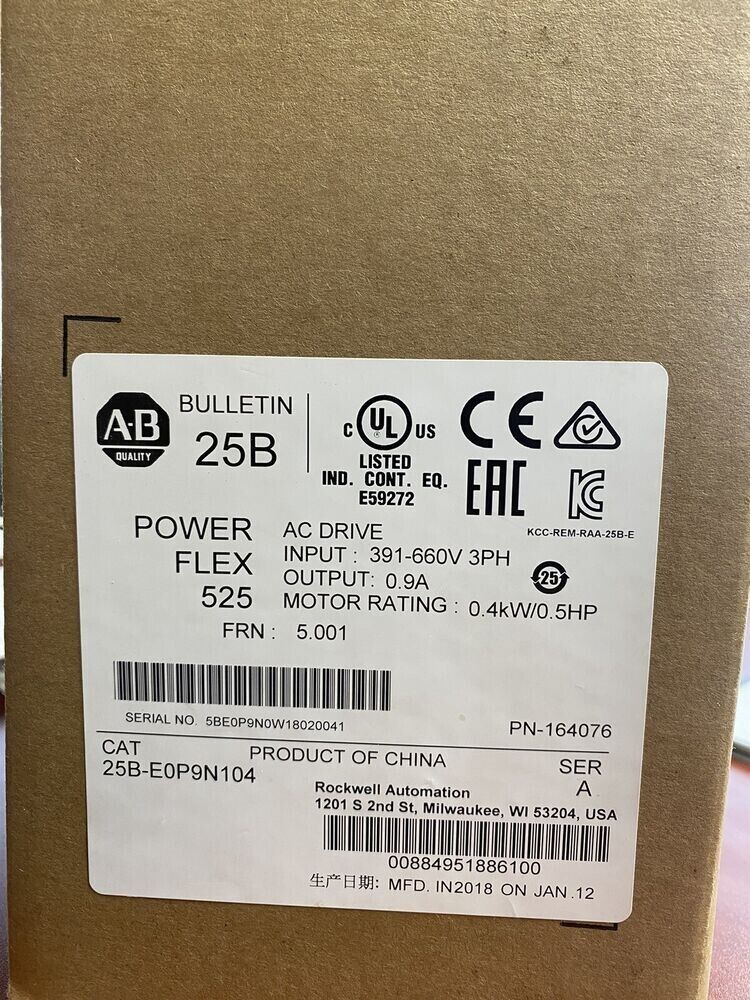 A-B
QUALITY
BULLETIN
25B
C UL US
LISTED
IND. CONT. EQ.
E59272
CE
EAC
KCC-REM-RAA-25B-E
POWER
FLEX
525
AC DRIVE
INPUT : 391-660V 3PH
OUTPUT: 0.9A
MOTOR RATING : 0.4kW/0.5HP
25
FRN : 5.001
SERIAL NO. 5BE0P9N0W18020041
PN-164076
CAT
25B-E0P9N104
PRODUCT OF CHINA
SER
A
Rockwell Automation
1201 S 2nd St, Milwaukee, WI 53204, USA
00884951886100
生产日期: MFD. IN2018 ON JAN.12